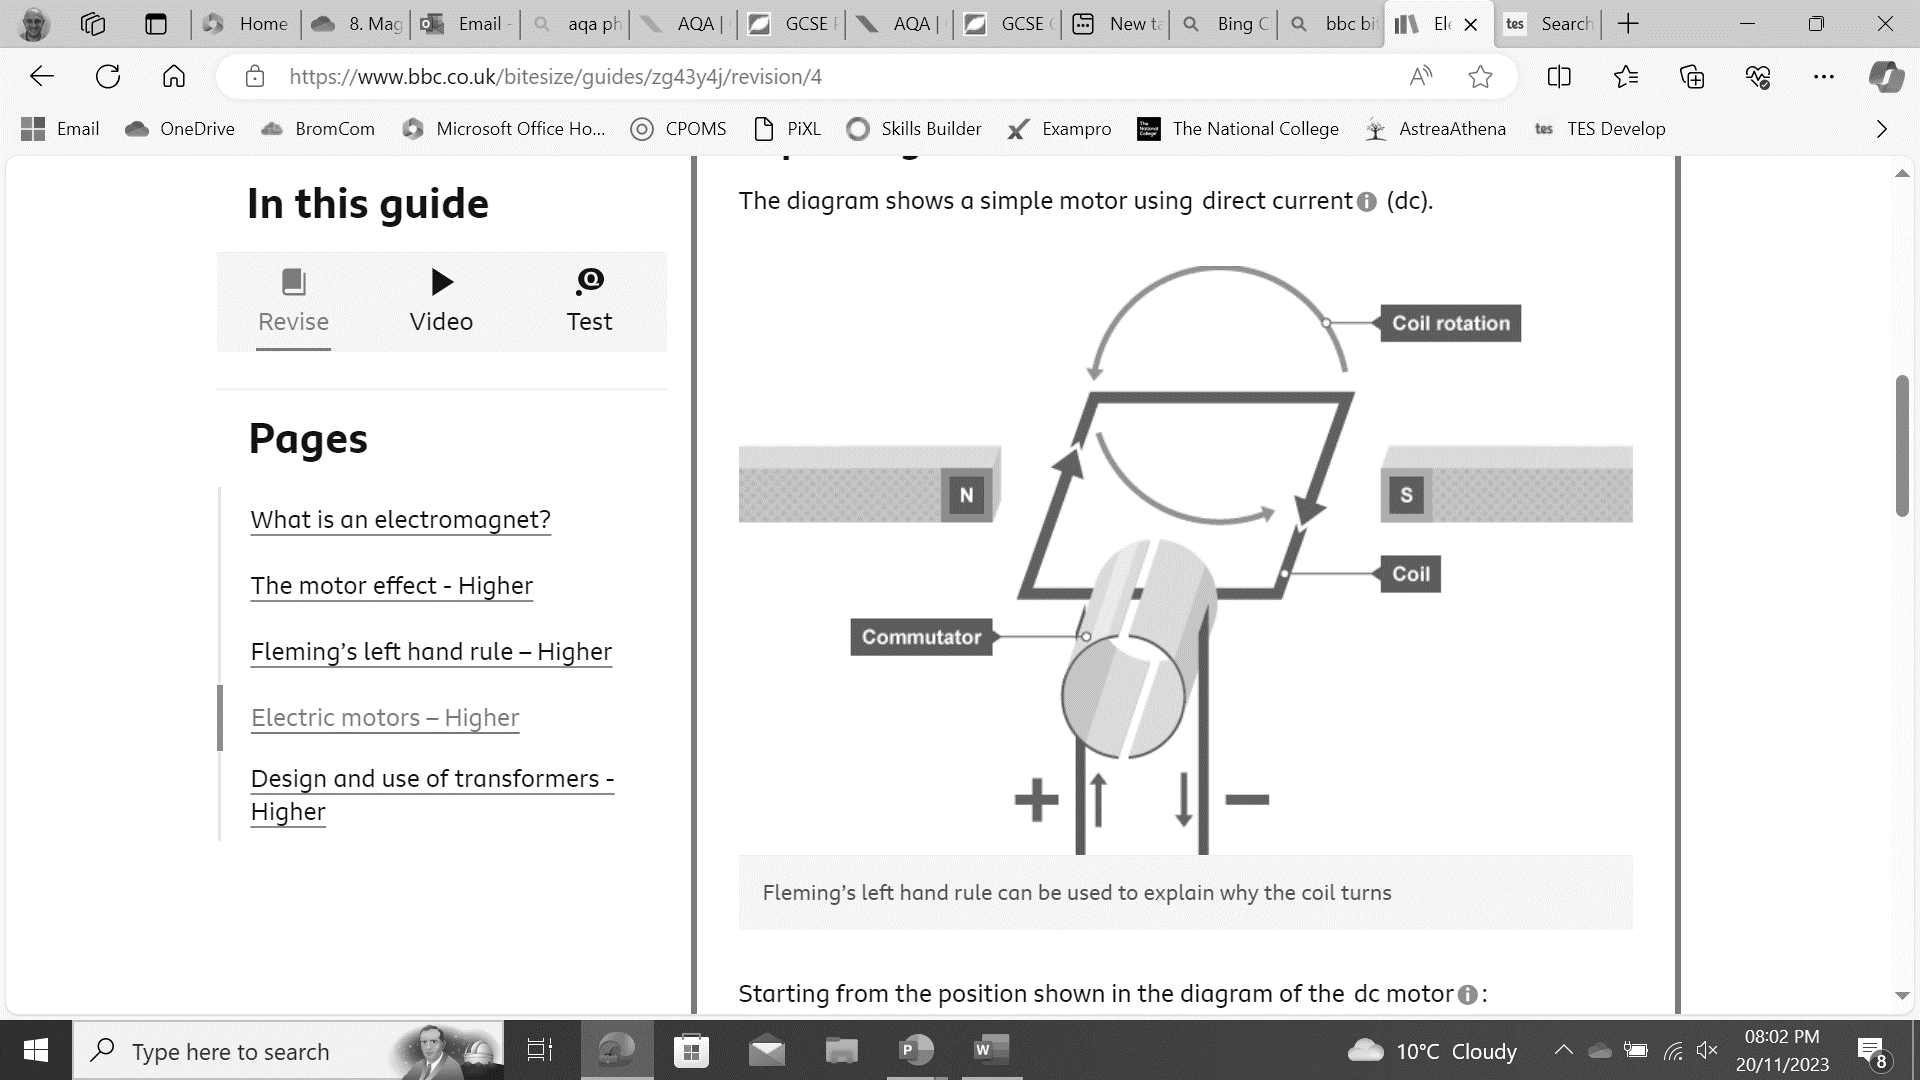 Home
8. Mag
Email -
aqa ph
AQA |
GCSE P
AQA |
GCSE C
New ta
Bing C
bbc bit
Ele
tes Search
https://www.bbc.co.uk/bitesize/guides/zg43y4j/revision/4
Email
OneDrive
BromCom
Microsoft Office Ho...
CPOMS
PiXL
Skills Builder
Exampro
The National College
AstreaAthena
tes TES Develop
In this guide
Revise
Video
Test
Pages
What is an electromagnet?
The motor effect - Higher
Fleming's left hand rule – Higher
Electric motors – Higher
Design and use of transformers -
Higher
The diagram shows a simple motor using direct current (dc).
Coil rotation
N
S
Coil
Commutator
+
−
Fleming's left hand rule can be used to explain why the coil turns
Starting from the position shown in the diagram of the dc motor :
Type here to search
10°C Cloudy
08:02 PM
20/11/2023
8